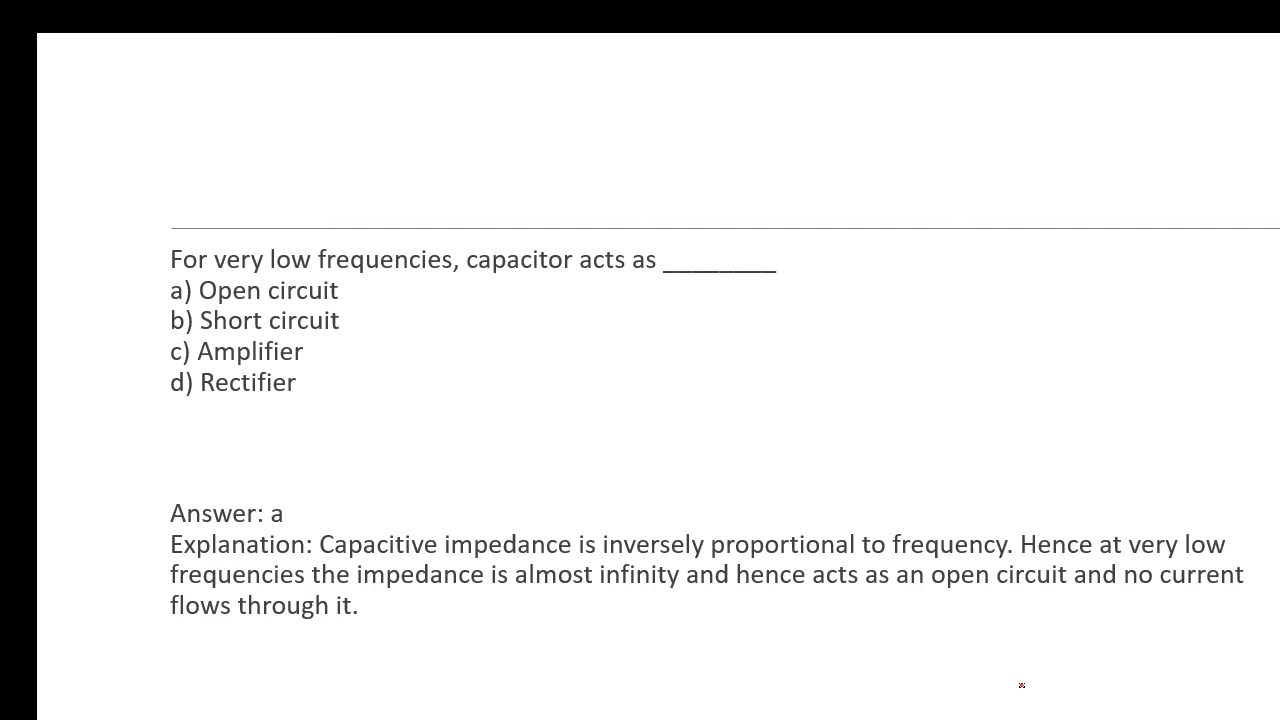 For very low frequencies, capacitor acts as ________
a) Open circuit
b) Short circuit
c) Amplifier
d) Rectifier
Answer: a
Explanation: Capacitive impedance is inversely proportional to frequency. Hence at very low
frequencies the impedance is almost infinity and hence acts as an open circuit and no current
flows through it.